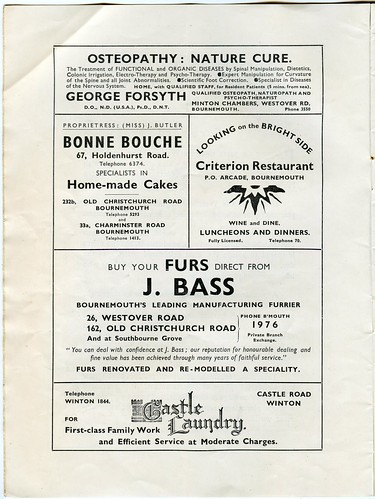 OSTEOPATHY: NATURE CURE.
The Treatment of FUNCTIONAL and ORGANIC DISEASES by Spinal Manipulation, Dietetics,
Colonic Irrigation, Electro-Therapy and Psycho-Therapy. ●Expert Manipulation for Curvature
of the Spine and all Joint Abnormalities. ●Scientific Foot Correction. ●Specialist in Diseases
of the Nervous System. HOME, with QUALIFIED STAFF, for Resident Patients (5 mins. from sea),
GEORGE FORSYTH
D.O., N.D. (U.S.A.), Ps.D., D.N.T.
QUALIFIED OSTEOPATH, NATUROPATH AND
PSYCHO-THERAPIST
MINTON CHAMBERS, WESTOVER RD.
BOURNEMOUTH. Phone 3550
PROPRIETRESS: (MISS) J. BUTLER
BONNE BOUCHE
67, Holdenhurst Road.
Telephone 6374.
SPECIALISTS IN
Home-made Cakes
232b, OLD CHRISTCHURCH ROAD
BOURNEMOUTH
Telephone 5293
and
33a, CHARMINSTER ROAD
BOURNEMOUTH
Telephone 1413.
LOOKING on the BRIGHT SIDE
Criterion Restaurant
P.O. ARCADE, BOURNEMOUTH
WINE and DINE.
LUNCHEONS AND DINNERS.
Fully Licensed. Telephone 70.
BUY YOUR FURS DIRECT FROM
J. BASS
BOURNEMOUTH'S LEADING MANUFACTURING FURRIER
26, WESTOVER ROAD
162, OLD CHRISTCHURCH ROAD
And at Southbourne Grove
PHONE B'MOUTH
1976
Private Branch
Exchange.
"You can deal with confidence at J. Bass; our reputation for honourable dealing and
fine value has been achieved through many years of faithful service."
FURS RENOVATED AND RE-MODELLED A SPECIALITY.
Telephone
WINTON 1864.
CASTLE ROAD
WINTON
Castle
Laundry.
FOR
First-class Family Work
and Efficient Service at Moderate Charges.